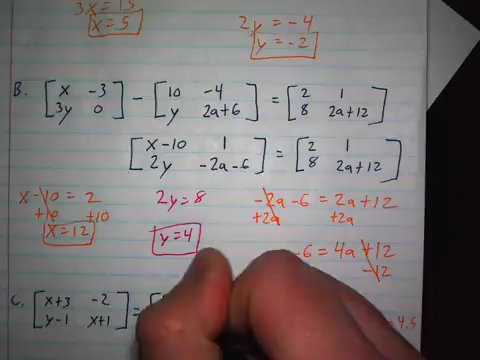 3x = 15
x = 5
2y = -4
y = -2
B. [x -3 3y 0] - [10 -4 y 2a+6] = [2 1 8 2a+12]
[x-10 1 2y -2a-6] = [2 1 8 2a+12]
x - 10 = 2
+10 +10
x = 12
2y = 8
y = 4
-2a - 6 = 2a + 12
+2a +2a
-6 = 4a + 12
-12
C. [x+3 -2 y-1 x+1] = [
-4.5